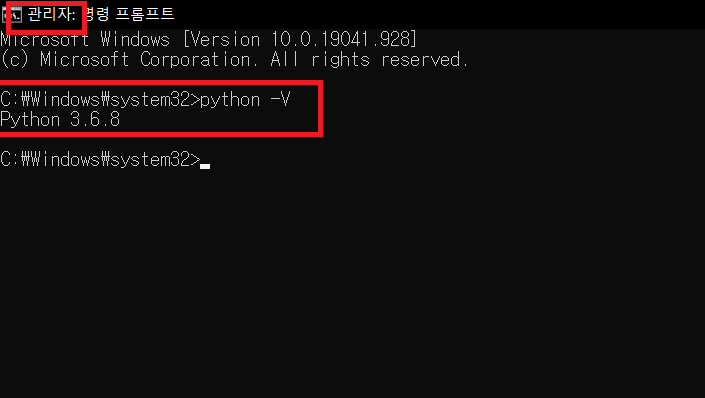 관리자: 명령 프롬프트
Microsoft Windows [Version 10.0.19041.928]
(c) Microsoft Corporation. All rights reserved.
C:₩Windows₩system32>python -V
Python 3.6.8
C:₩Windows₩system32>